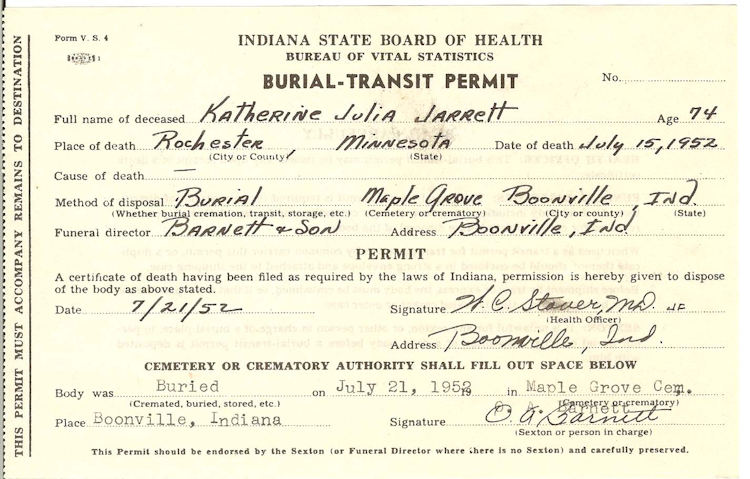 Form V. S. 4
INDIANA STATE BOARD OF HEALTH
BUREAU OF VITAL STATISTICS
BURIAL-TRANSIT PERMIT
No.
Full name of deceased Katherine Julia Jarrett Age 74
Place of death Rochester, Minnesota Date of death July 15, 1952
(City or County) (State)
Cause of death —
Method of disposal Burial Maple Grove Boonville, Ind.
(Whether burial cremation, transit, storage, etc.) (Cemetery or crematory) (City or county) (State)
Funeral director Barnett & Son Address Boonville, Ind
PERMIT
A certificate of death having been filed as required by the laws of Indiana, permission is hereby given to dispose
of the body as above stated.
Date 7/21/52 Signature W. C. Stover, MD. JF
(Health Officer)
Address Boonville, Ind.
CEMETERY OR CREMATORY AUTHORITY SHALL FILL OUT SPACE BELOW
Body was Buried on July 21, 1952 19 in Maple Grove Cem.
(Cremated, buried, stored, etc.) (Cemetery or crematory)
O. A. Barnett
Place Boonville, Indiana Signature O. A. Barnett
(Sexton or person in charge)
This Permit should be endorsed by the Sexton (or Funeral Director where there is no Sexton) and carefully preserved.
THIS PERMIT MUST ACCOMPANY REMAINS TO DESTINATION